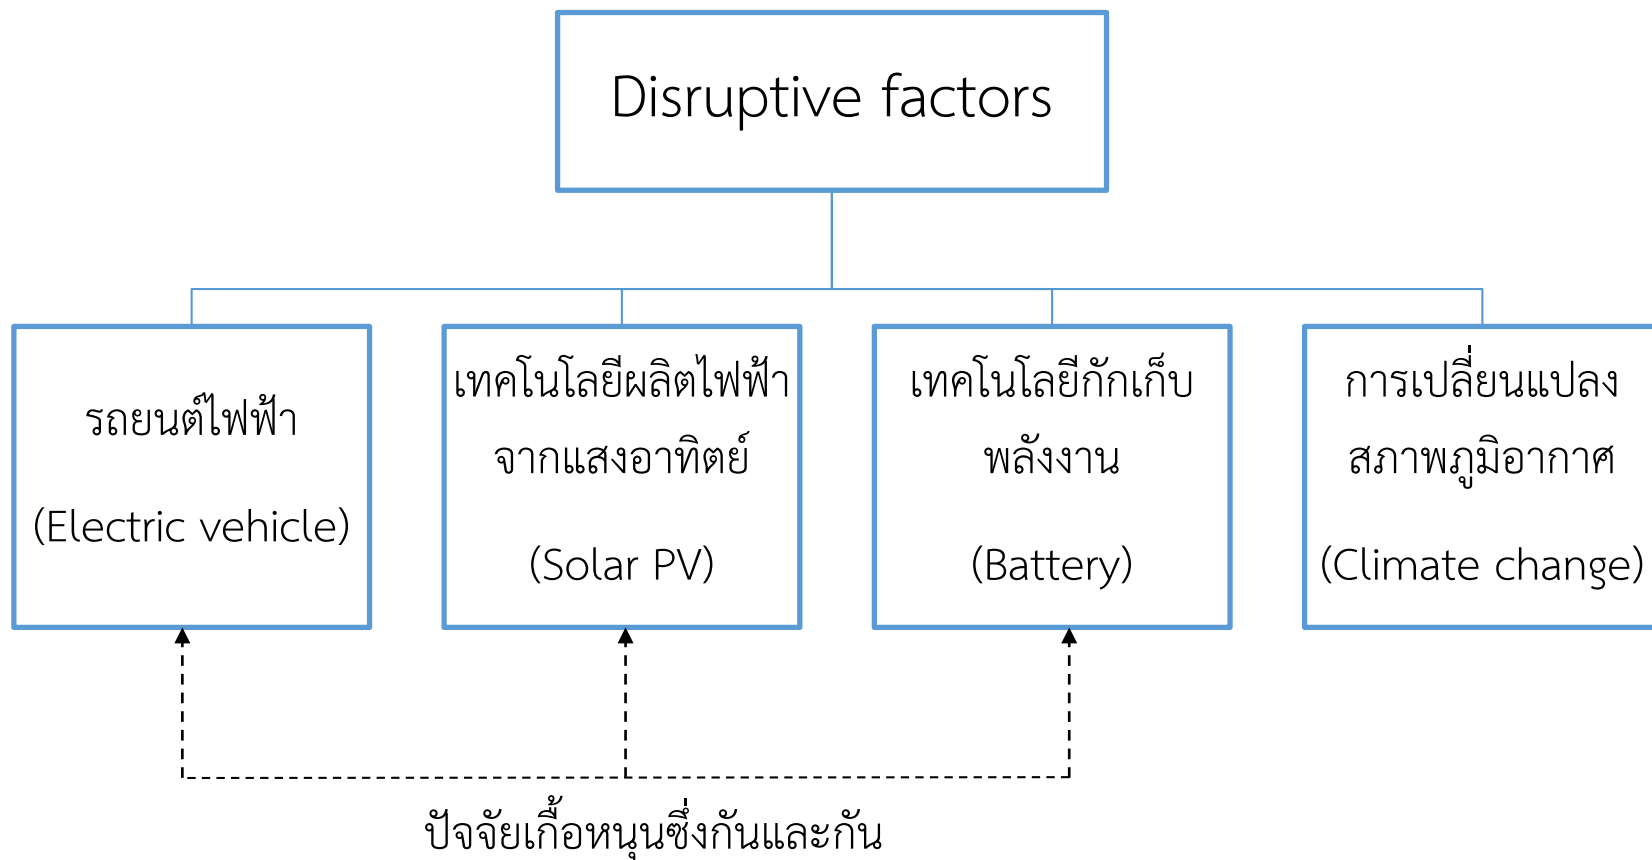 Disruptive factors
รถยนต์ไฟฟ้า
(Electric vehicle)
เทคโนโลยีผลิตไฟฟ้า
จากแสงอาทิตย์
(Solar PV)
เทคโนโลยีกักเก็บ
พลังงาน
(Battery)
การเปลี่ยนแปลง
สภาพภูมิอากาศ
(Climate change)
ปัจจัยเกื้อหนุนซึ่งกันและกัน